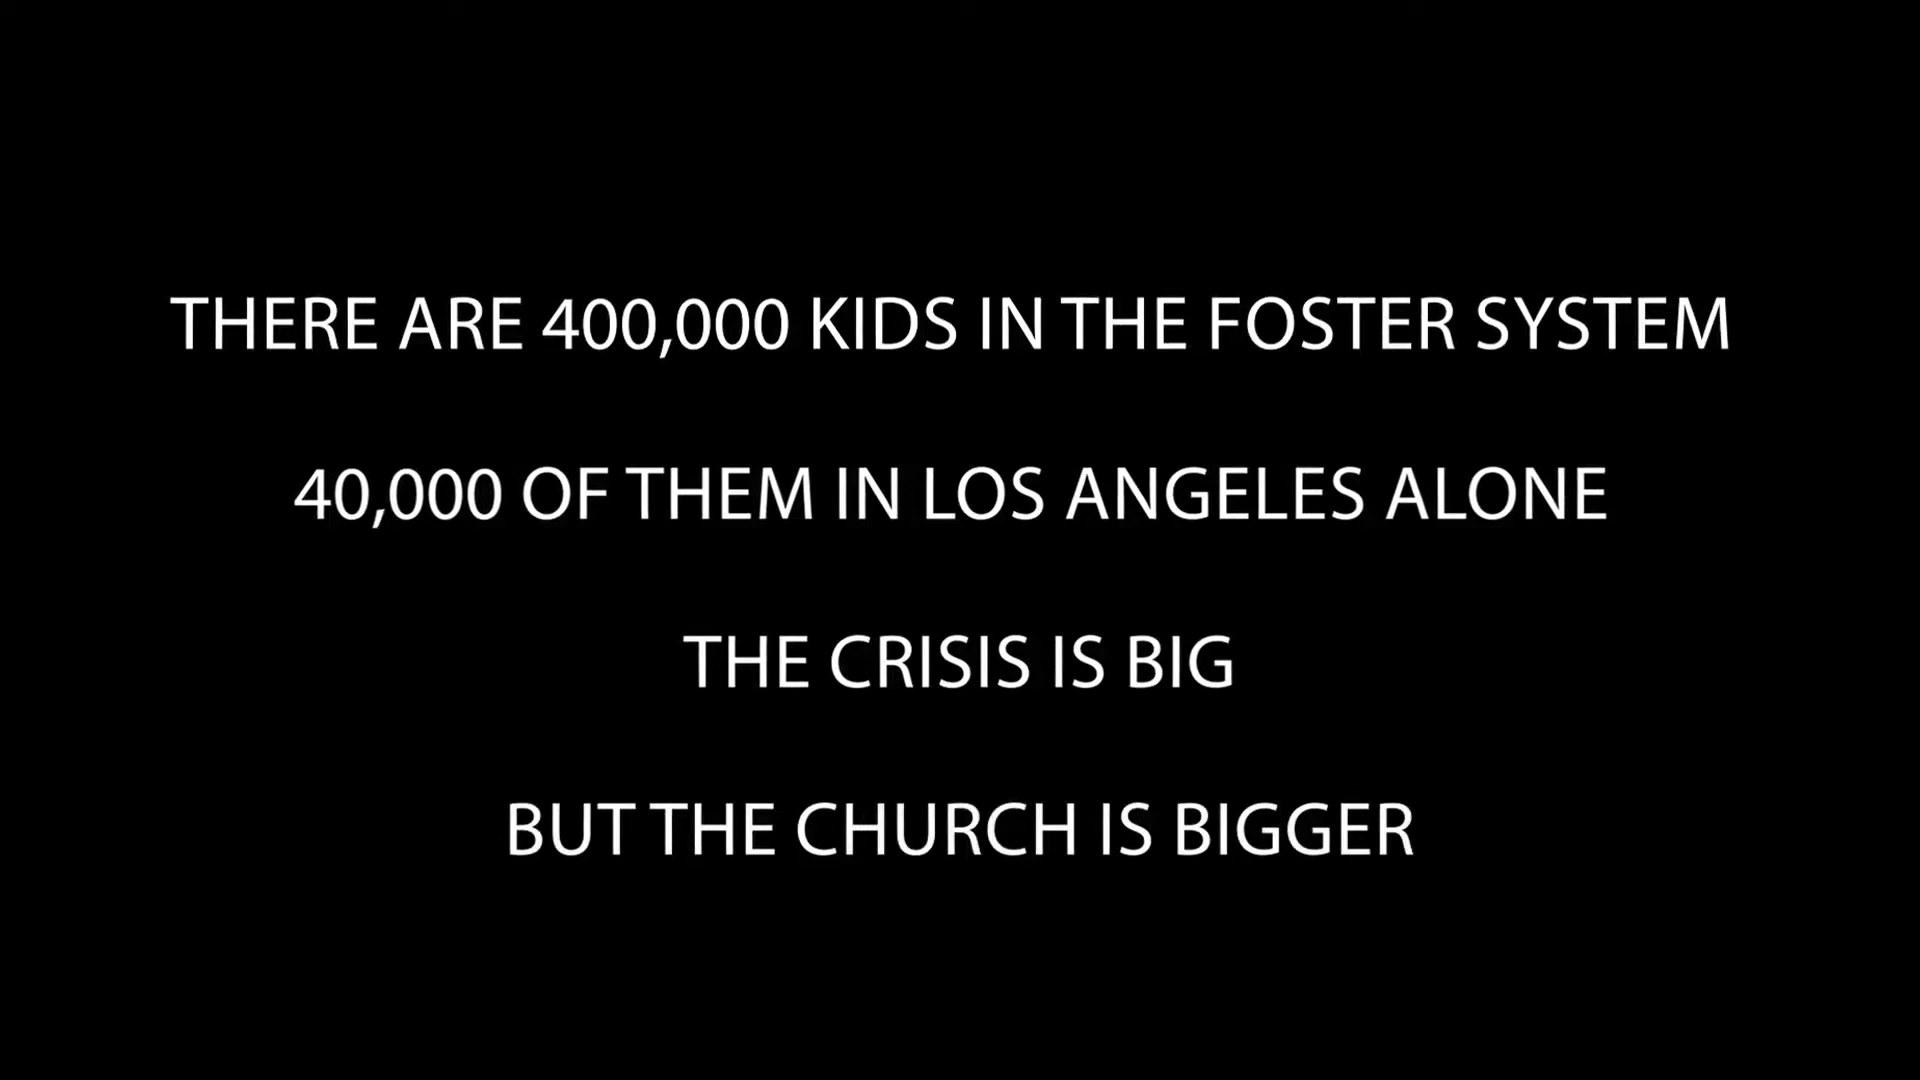 THERE ARE 400,000 KIDS IN THE FOSTER SYSTEM
40,000 OF THEM IN LOS ANGELES ALONE
THE CRISIS IS BIG
BUT THE CHURCH IS BIGGER